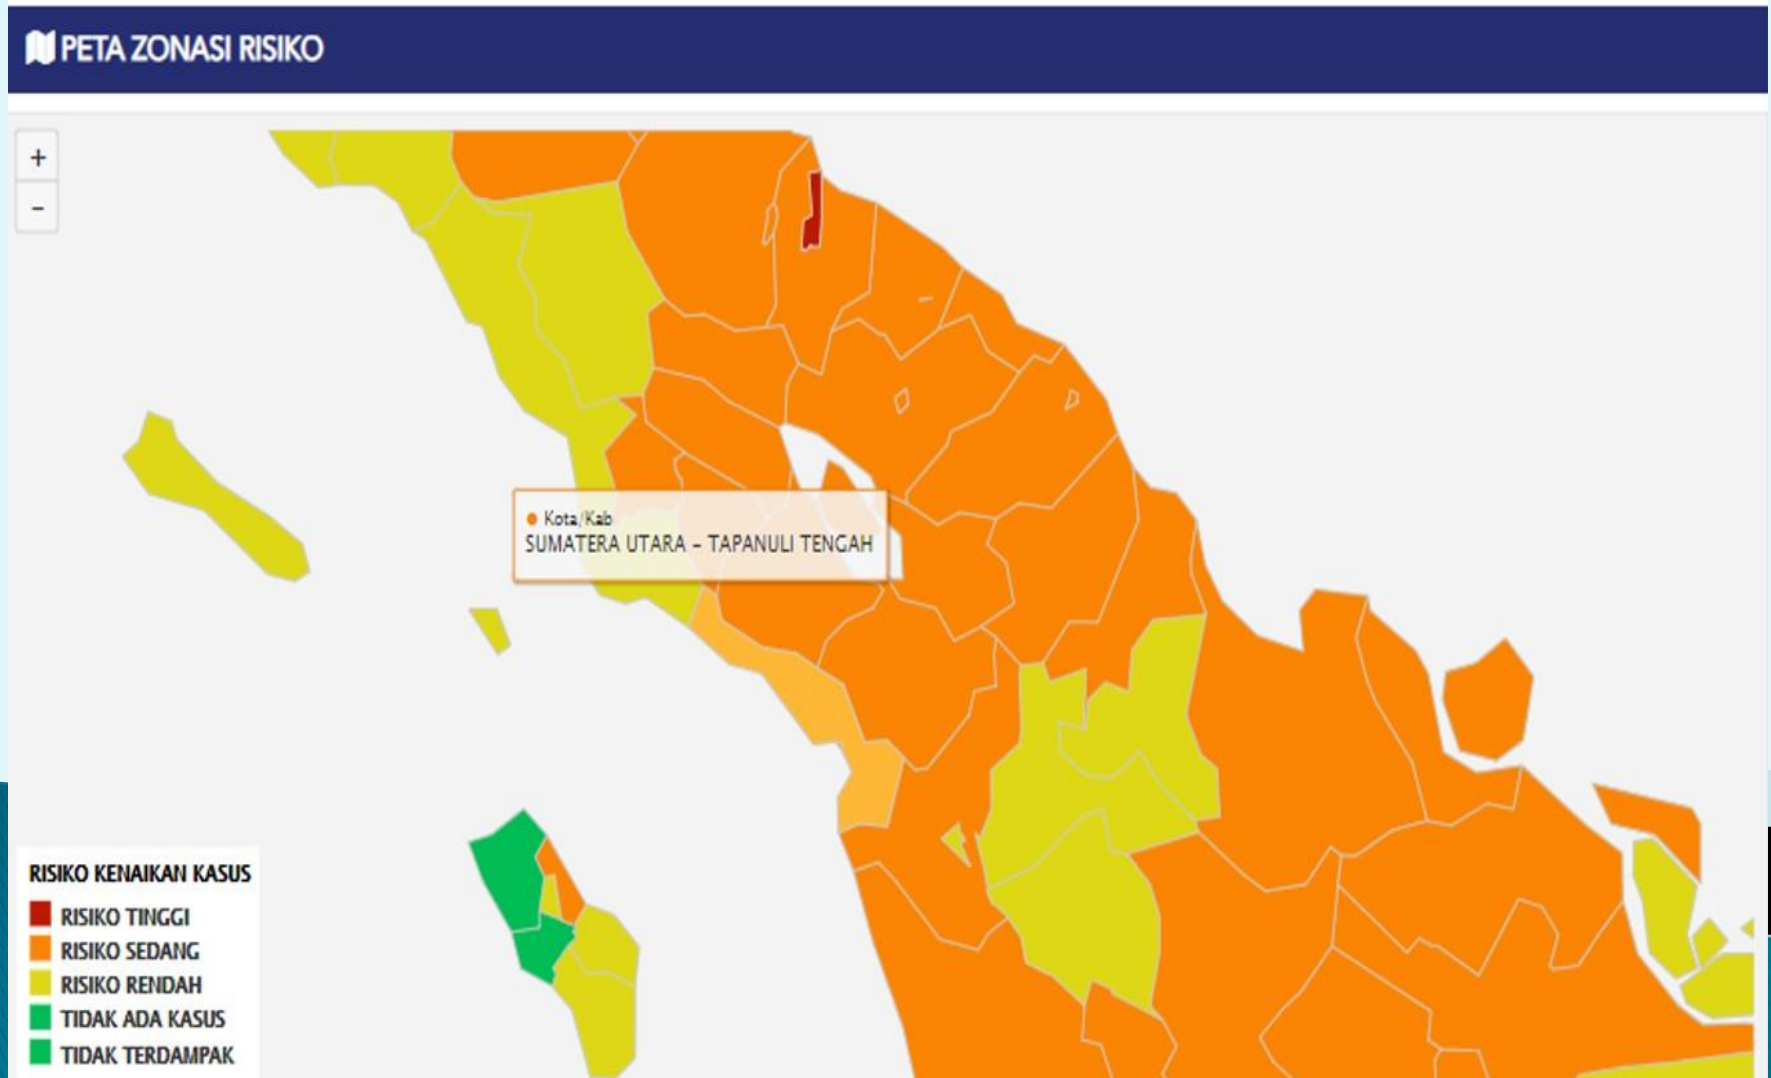 PETA ZONASI RISIKO
+
-
Kota/Kab
SUMATERA UTARA - TAPANULI TENGAH
RISIKO KENAIKAN KASUS
RISIKO TINGGI
RISIKO SEDANG
RISIKO RENDAH
TIDAK ADA KASUS
TIDAK TERDAMPAK